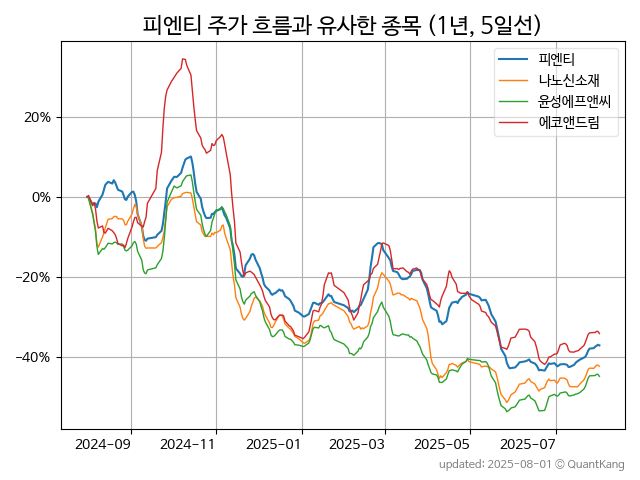 피엔티 주가 흐름과 유사한 종목 (1년, 5일선)
피엔티
나노신소재
윤성에프앤씨
에코앤드림
20%
0%
−20%
−40%
2024−09
2024−11
2025−01
2025−03
2025−05
2025−07
updated: 2025-08-01 © QuantKang